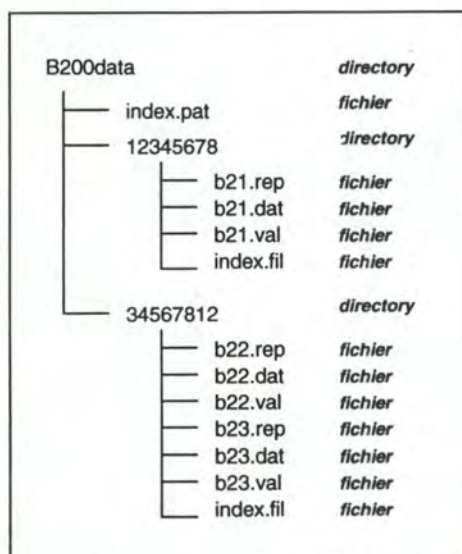 B200data directory
index.pat fichier
12345678 directory
b21.rep fichier
b21.dat fichier
b21.val fichier
index.fil fichier
34567812 directory
b22.rep fichier
b22.dat fichier
b22.val fichier
b23.rep fichier
b23.dat fichier
b23.val fichier
index.fil fichier